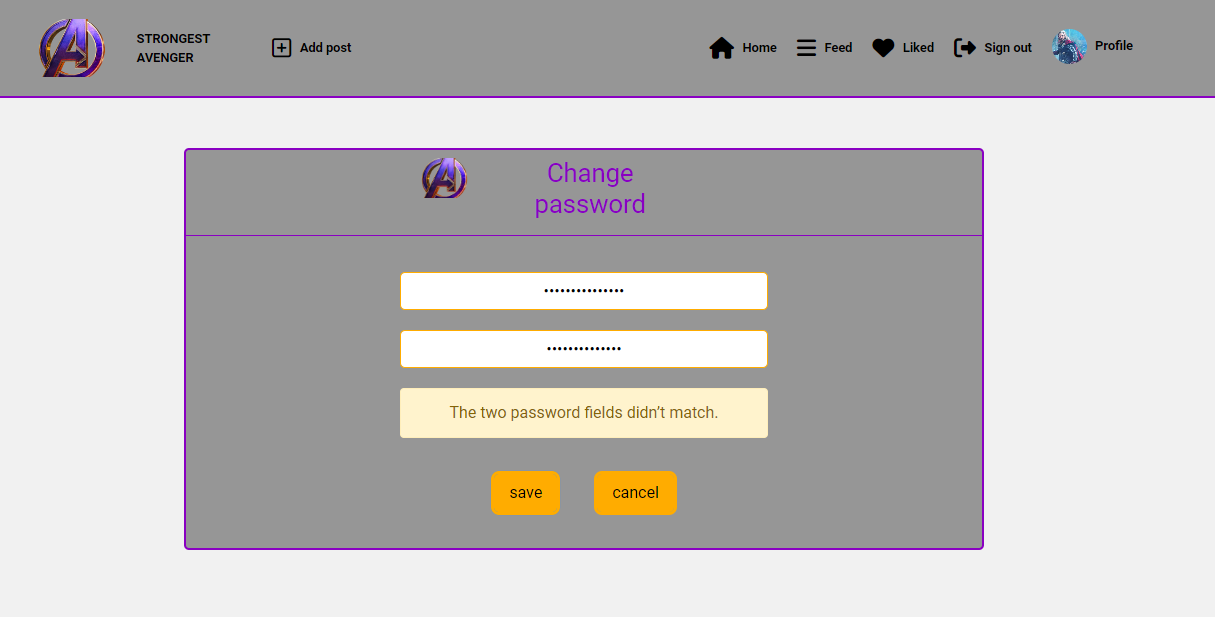 STRONGEST
AVENGER
Add post
Home
Feed
Liked
Sign out
Profile
Change
password
•••••••••••••••
••••••••••••••
The two password fields didn’t match.
save
cancel